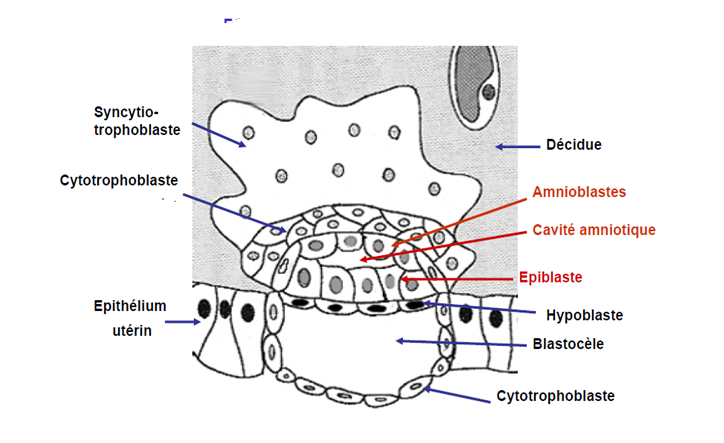 Syncytio-
trophoblaste
Décidue
Cytotrophoblaste
Amnioblastes
Cavité amniotique
Epiblaste
Epithélium
utérin
Hypoblaste
Blastocèle
Cytotrophoblaste